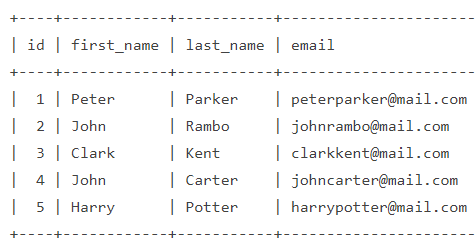 +----+------------+-----------+----------------------
| id | first_name | last_name | email
+----+------------+-----------+----------------------
| 1 | Peter | Parker | peterparker@mail.com
| 2 | John | Rambo | johnrambo@mail.com
| 3 | Clark | Kent | clarkkent@mail.com
| 4 | John | Carter | johncarter@mail.com
| 5 | Harry | Potter | harrypotter@mail.com
+----+------------+-----------+----------------------